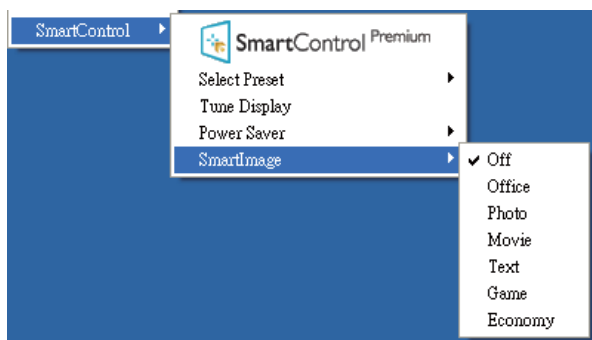 SmartControl
SmartControl Premium
Select Preset
Tune Display
Power Saver
SmartImage
Off
Office
Photo
Movie
Text
Game
Economy